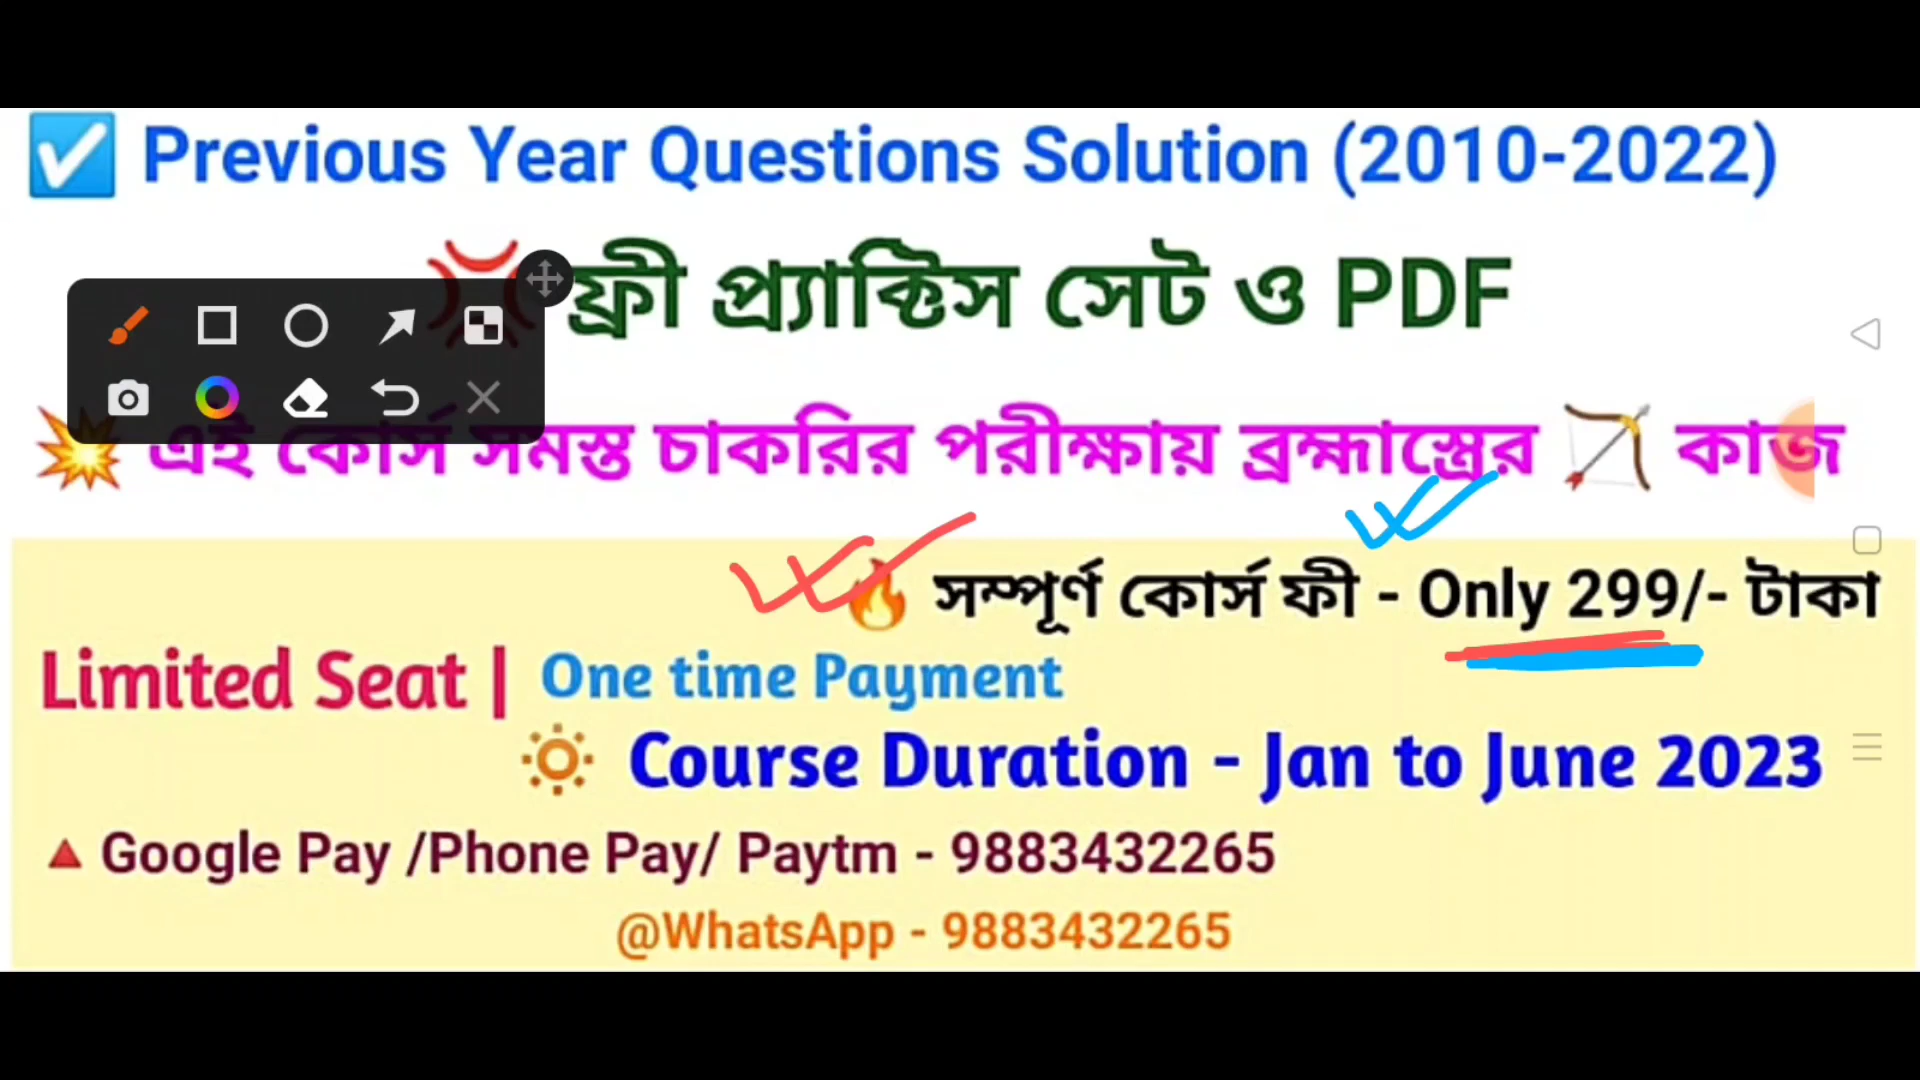 Previous Year Questions Solution (2010-2022)
ফ্রী প্র্যাক্টিস সেট ও PDF
এই কোর্স সমস্ত চাকরির পরীক্ষায় ব্রহ্মাস্ত্রের কাজ
সম্পূর্ণ কোর্স ফী - Only 299/- টাকা
Limited Seat | One time Payment
Course Duration - Jan to June 2023
Google Pay /Phone Pay/ Paytm - 9883432265
@WhatsApp - 9883432265